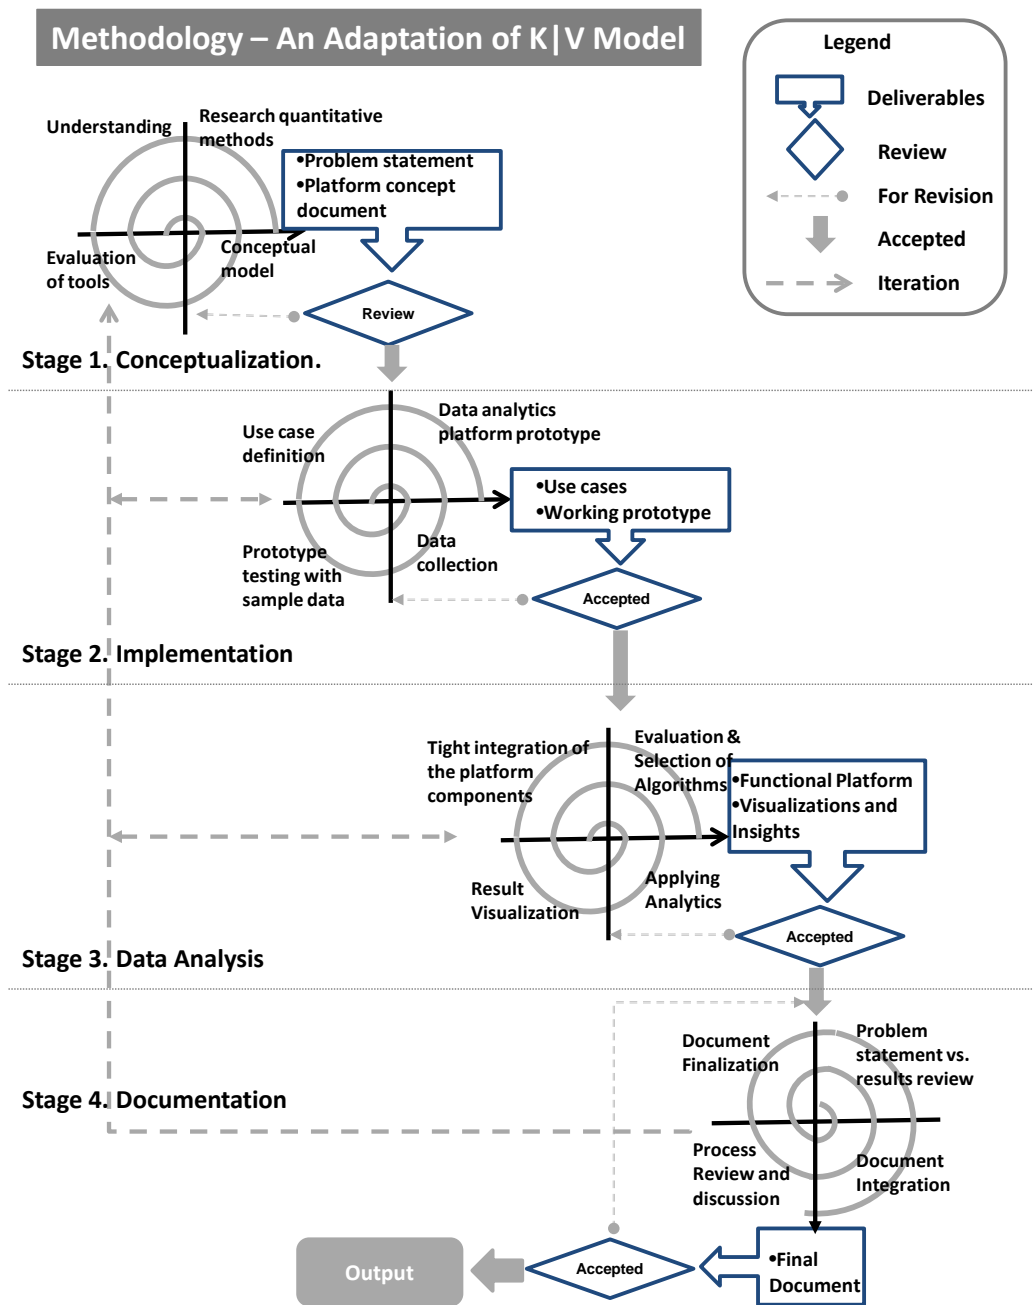 Methodology – An Adaptation of K|V Model
Legend
Deliverables
Review
For Revision
Accepted
Iteration
Understanding
Research quantitative
methods
Evaluation
of tools
Conceptual
model
•Problem statement
•Platform concept
document
Review
Stage 1. Conceptualization.
Use case
definition
Data analytics
platform prototype
Prototype
testing with
sample data
Data
collection
•Use cases
•Working prototype
Accepted
Stage 2. Implementation
Tight integration of
the platform
components
Evaluation &
Selection of
Algorithms
Result
Visualization
Applying
Analytics
•Functional Platform
•Visualizations and
Insights
Accepted
Stage 3. Data Analysis
Document
Finalization
Problem
statement vs.
results review
Stage 4. Documentation
Process
Review and
discussion
Document
Integration
•Final
Document
Accepted
Output